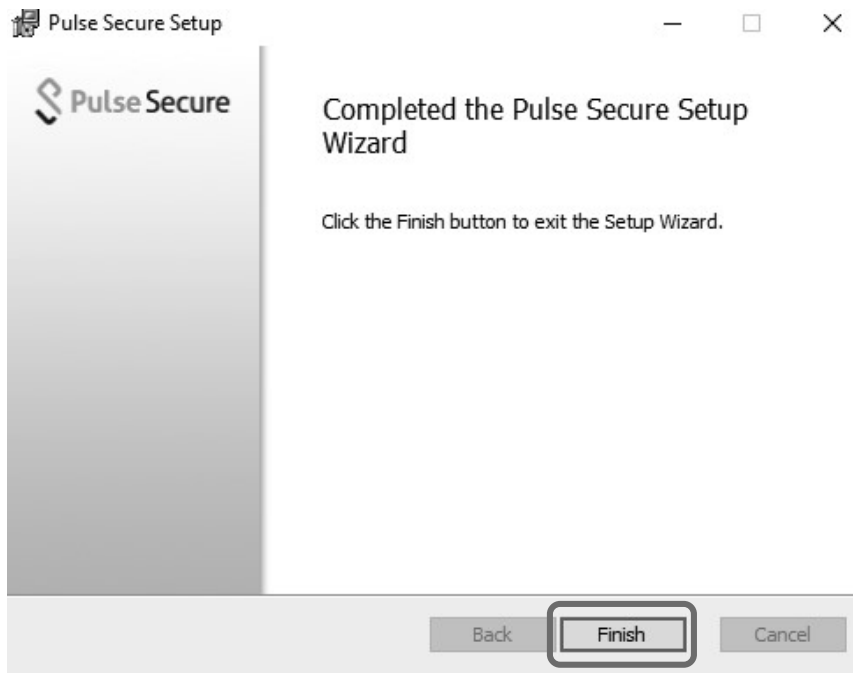 Pulse Secure Setup
Pulse Secure
Completed the Pulse Secure Setup
Wizard
Click the Finish button to exit the Setup Wizard.
Back
Finish
Cancel